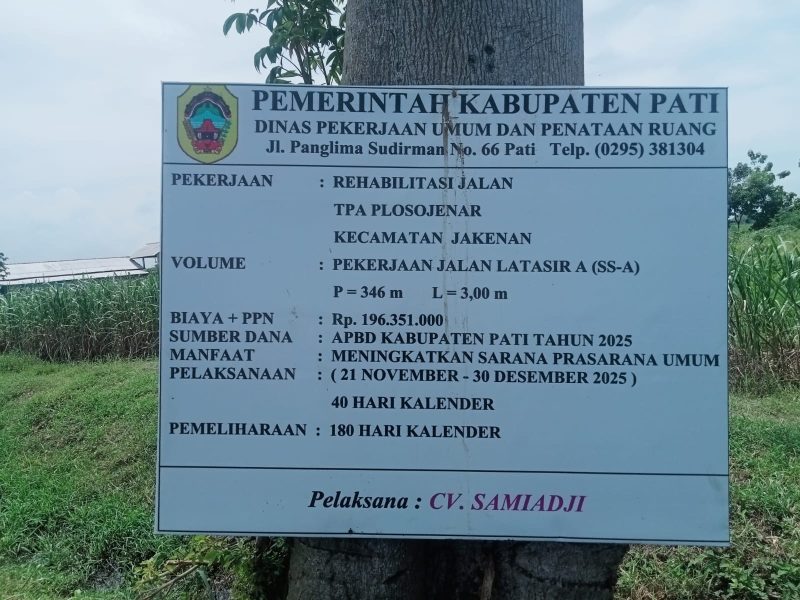 PEMERINTAH KABUPATEN PATI
DINAS PEKERJAAN UMUM DAN PENATAAN RUANG
Jl. Panglima Sudirman No. 66 Pati Telp. (0295) 381304
PEKERJAAN : REHABILITASI JALAN
TPA PLOSOJENAR
KECAMATAN JAKENAN
VOLUME : PEKERJAAN JALAN LATASIR A (SS-A)
P = 346 m L = 3,00 m
BIAYA + PPN : Rp. 196.351.000
SUMBER DANA : APBD KABUPATEN PATI TAHUN 2025
MANFAAT : MENINGKATKAN SARANA PRASARANA UMUM
PELAKSANAAN : ( 21 NOVEMBER - 30 DESEMBER 2025 )
40 HARI KALENDER
PEMELIHARAAN : 180 HARI KALENDER
Pelaksana : CV. SAMIADJI